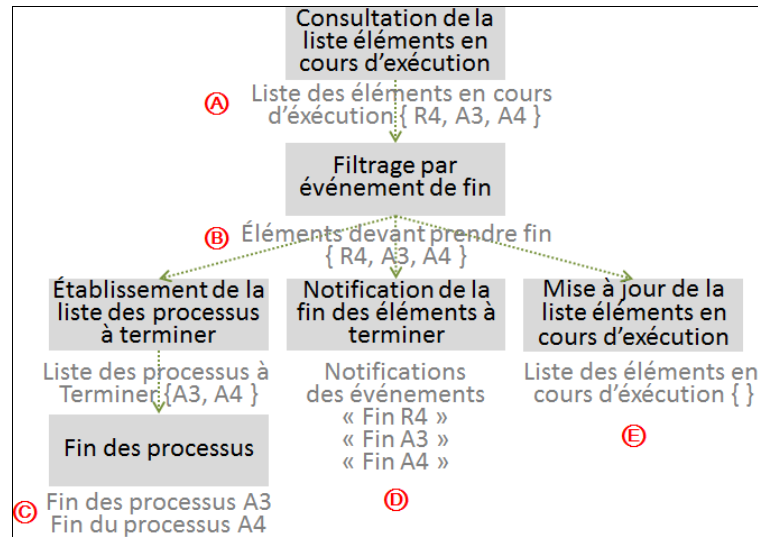 Consultation de la
liste éléments en
cours d'exécution
Ⓐ Liste des éléments en cours
d'éxécution { R4, A3, A4 }
Filtrage par
événement de fin
Ⓑ Éléments devant prendre fin
{ R4, A3, A4 }
Établissement de la
liste des processus
à terminer
Liste des processus à
Terminer {A3, A4 }
Fin des processus
Ⓒ Fin des processus A3
Fin du processus A4
Notification de la
fin des éléments à
terminer
Notifications
des événements
« Fin R4 »
« Fin A3 »
« Fin A4 »
Ⓓ
Mise à jour de la
liste éléments en
cours d'exécution
Liste des éléments en
cours d'éxécution { }
Ⓔ